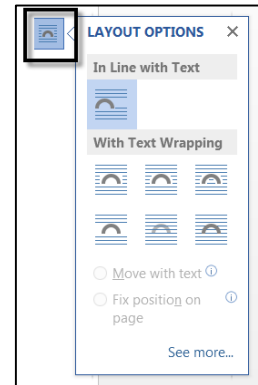 LAYOUT OPTIONS
In Line with Text
With Text Wrapping
Move with text
Fix position on
page
See more...